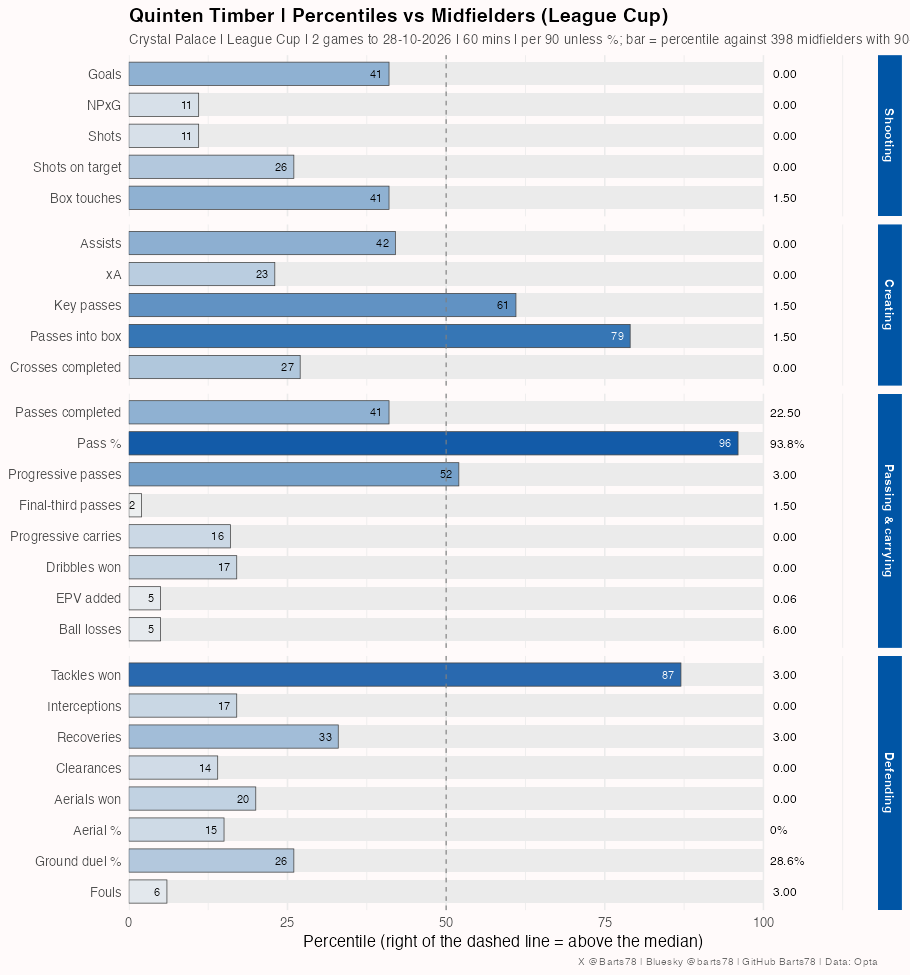 Quinten Timber | Percentiles vs Midfielders (League Cup)
Crystal Palace | League Cup | 2 games to 28-10-2026 | 60 mins | per 90 unless %; bar = percentile against 398 midfielders with 90
Goals 41 0.00
NPxG 11 0.00
Shots 11 0.00
Shots on target 26 0.00
Box touches 41 1.50
Shooting
Assists 42 0.00
xA 23 0.00
Key passes 61 1.50
Passes into box 79 1.50
Crosses completed 27 0.00
Creating
Passes completed 41 22.50
Pass % 96 93.8%
Progressive passes 52 3.00
Final-third passes 2 1.50
Progressive carries 16 0.00
Dribbles won 17 0.00
EPV added 5 0.06
Ball losses 5 6.00
Passing & carrying
Tackles won 87 3.00
Interceptions 17 0.00
Recoveries 33 3.00
Clearances 14 0.00
Aerials won 20 0.00
Aerial % 15 0%
Ground duel % 26 28.6%
Fouls 6 3.00
Defending
0 25 50 75 100
Percentile (right of the dashed line = above the median)
X @Barts78 | Bluesky @barts78 | GitHub Barts78 | Data: Opta